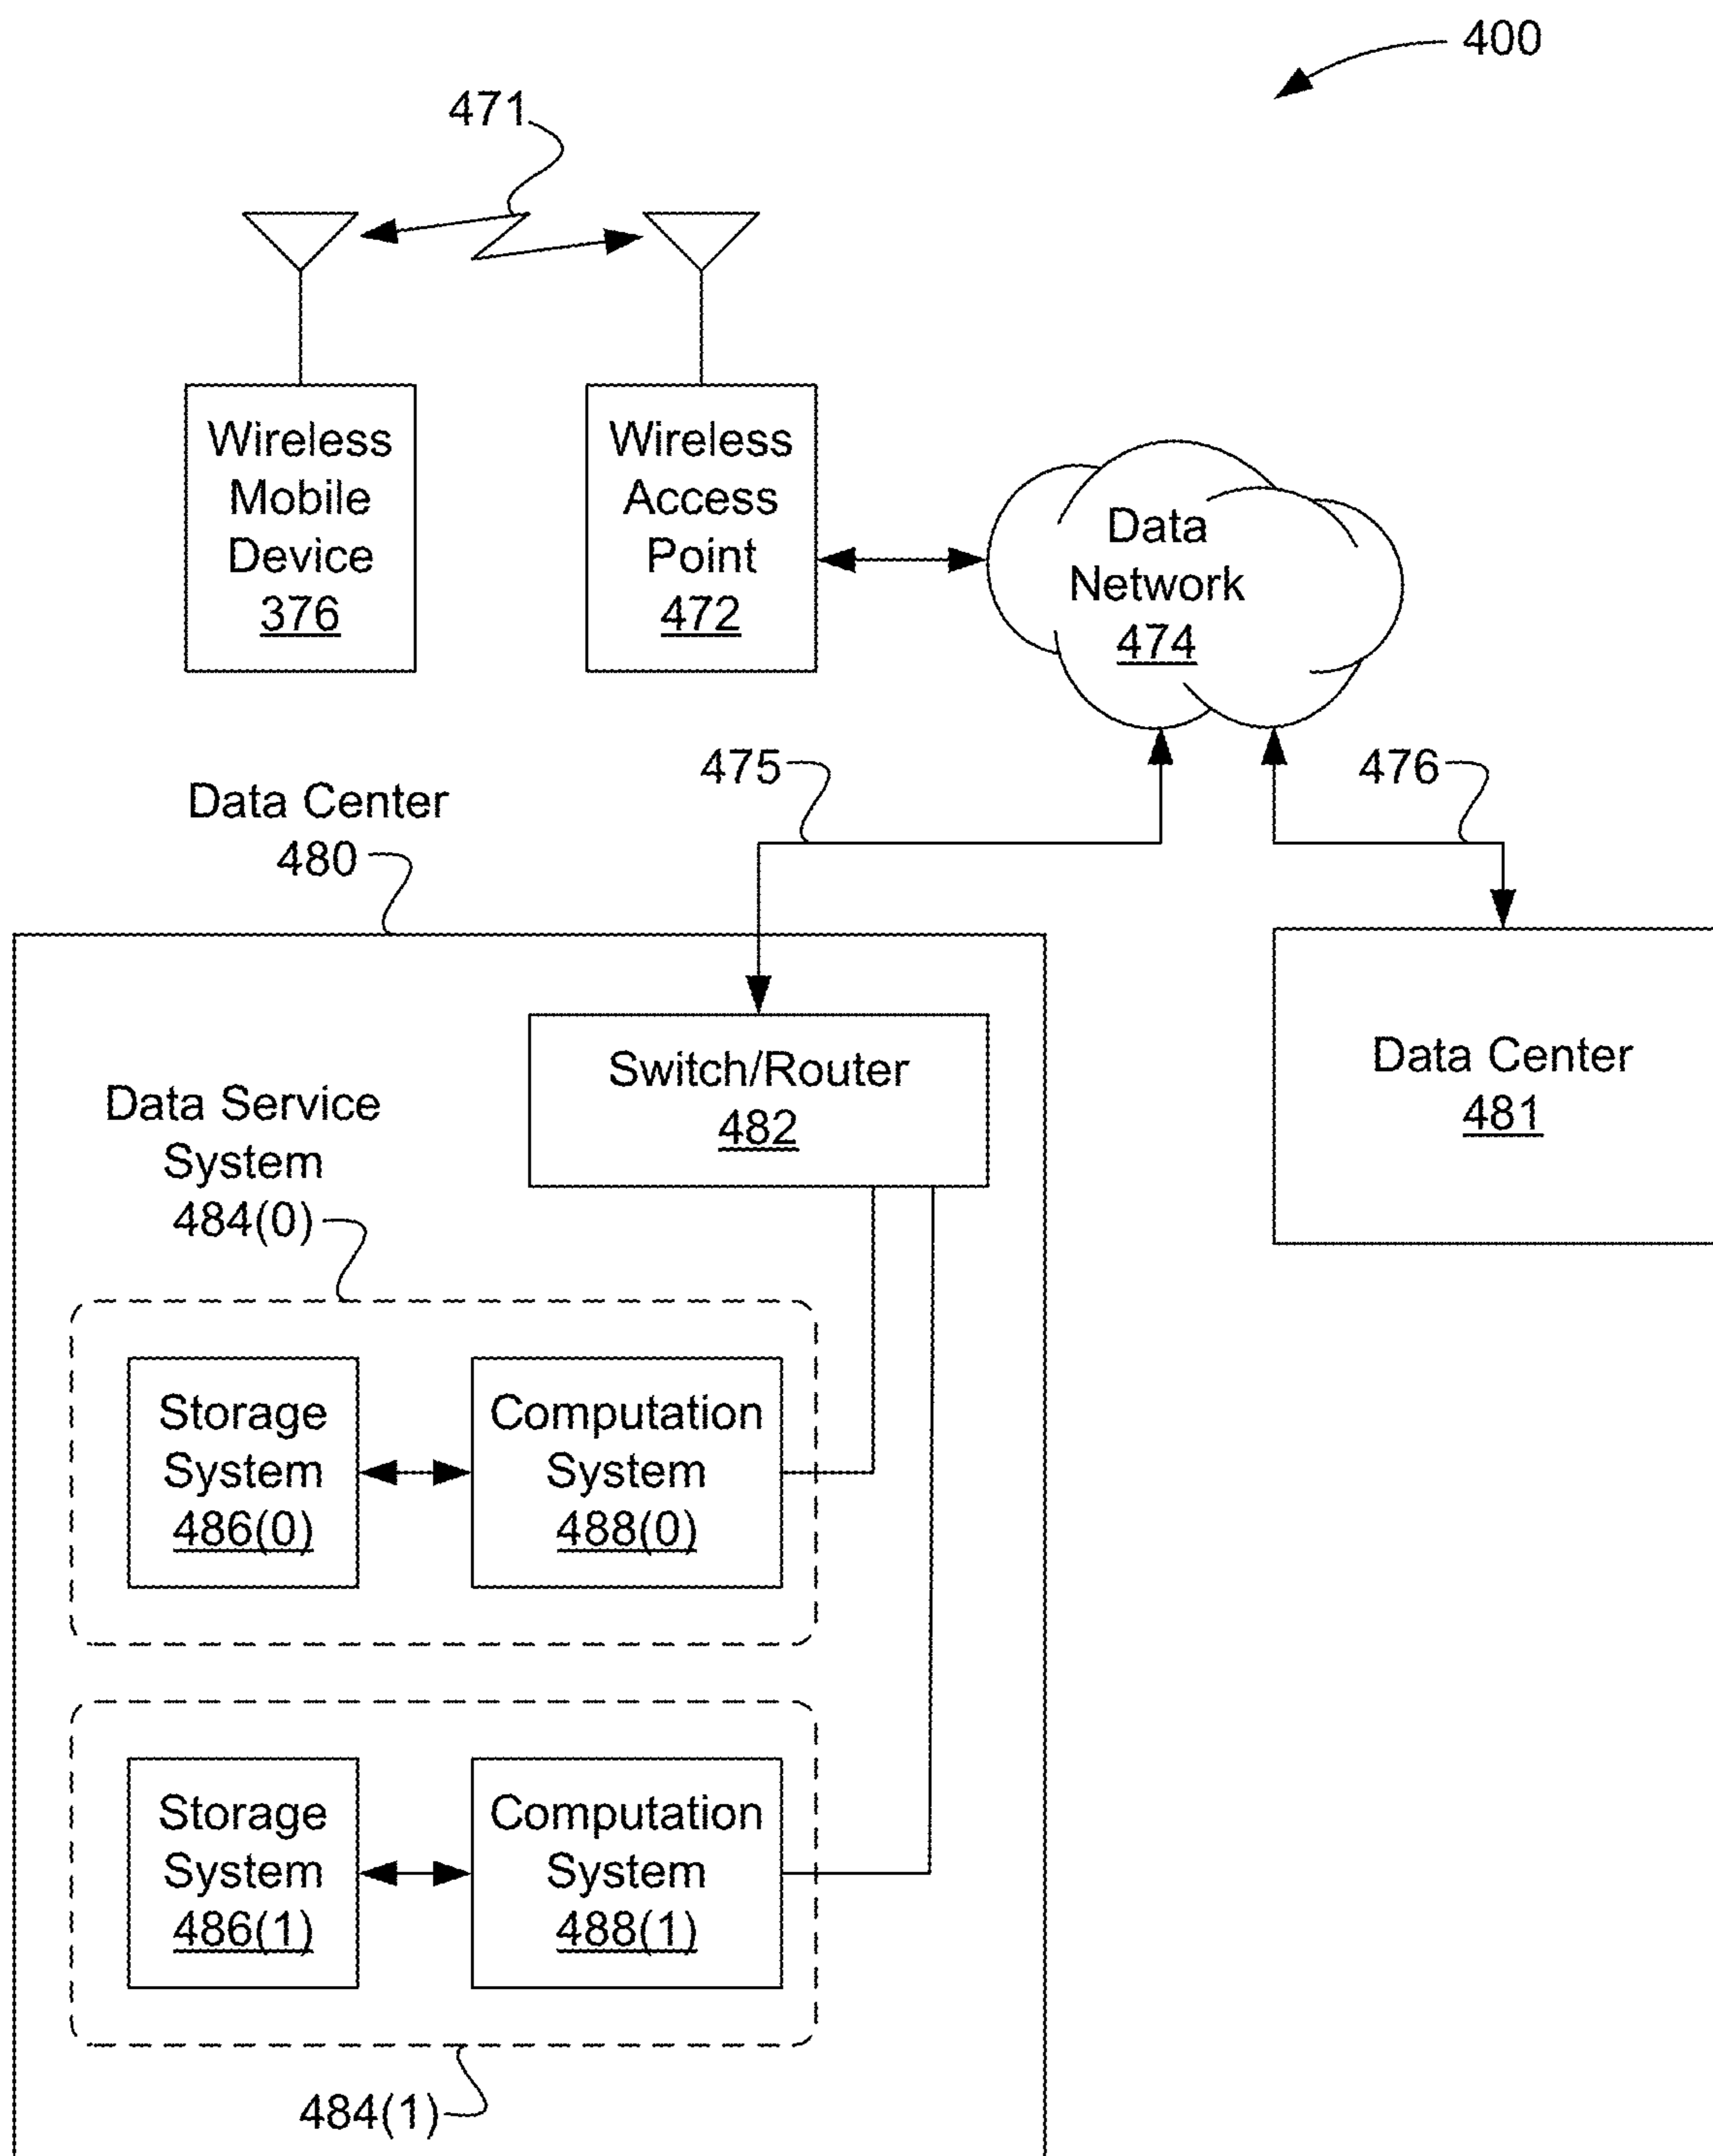 400
471
Wireless
Mobile
Device
376
Wireless
Access
Point
472
Data
Network
474
475
476
Data Center
480
Switch/Router
482
Data Center
481
Data Service
System
484(0)
Storage
System
486(0)
Computation
System
488(0)
Storage
System
486(1)
Computation
System
488(1)
484(1)